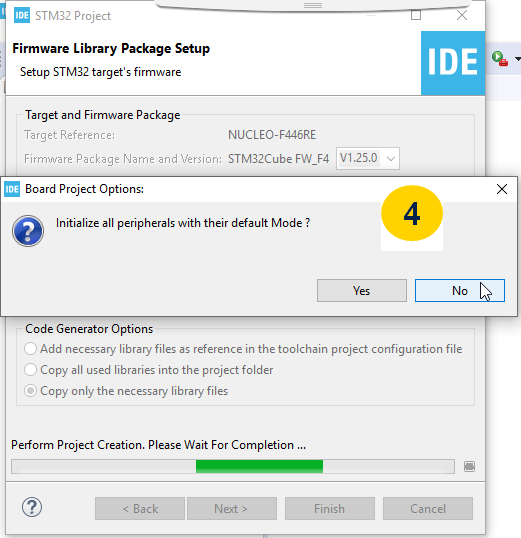 IDE STM32 Project
Firmware Library Package Setup
Setup STM32 target's firmware
IDE
Target and Firmware Package
Target Reference: NUCLEO-F446RE
Firmware Package Name and Version: STM32Cube FW_F4 V1.25.0
IDE Board Project Options:
? Initialize all peripherals with their default Mode ?
4
Yes No
Code Generator Options
Add necessary library files as reference in the toolchain project configuration file
Copy all used libraries into the project folder
Copy only the necessary library files
Perform Project Creation. Please Wait For Completion ...
? < Back Next > Finish Cancel